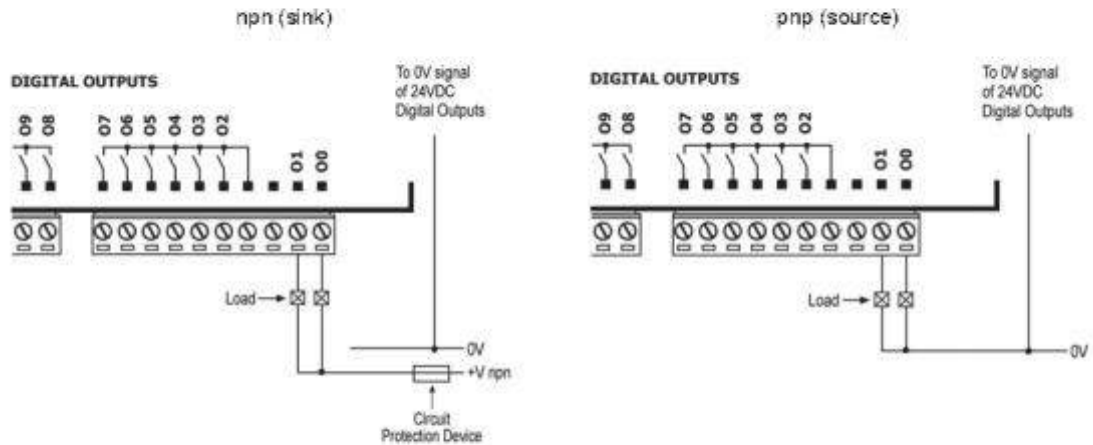 npn (sink)
DIGITAL OUTPUTS
To 0V signal
of 24VDC
Digital Outputs
O9
O8
O7
O6
O5
O4
O3
O2
O1
O0
Load
0V
+V npn
Circuit
Protection Device
pnp (source)
DIGITAL OUTPUTS
To 0V signal
of 24VDC
Digital Outputs
O9
O8
O7
O6
O5
O4
O3
O2
O1
O0
Load
0V